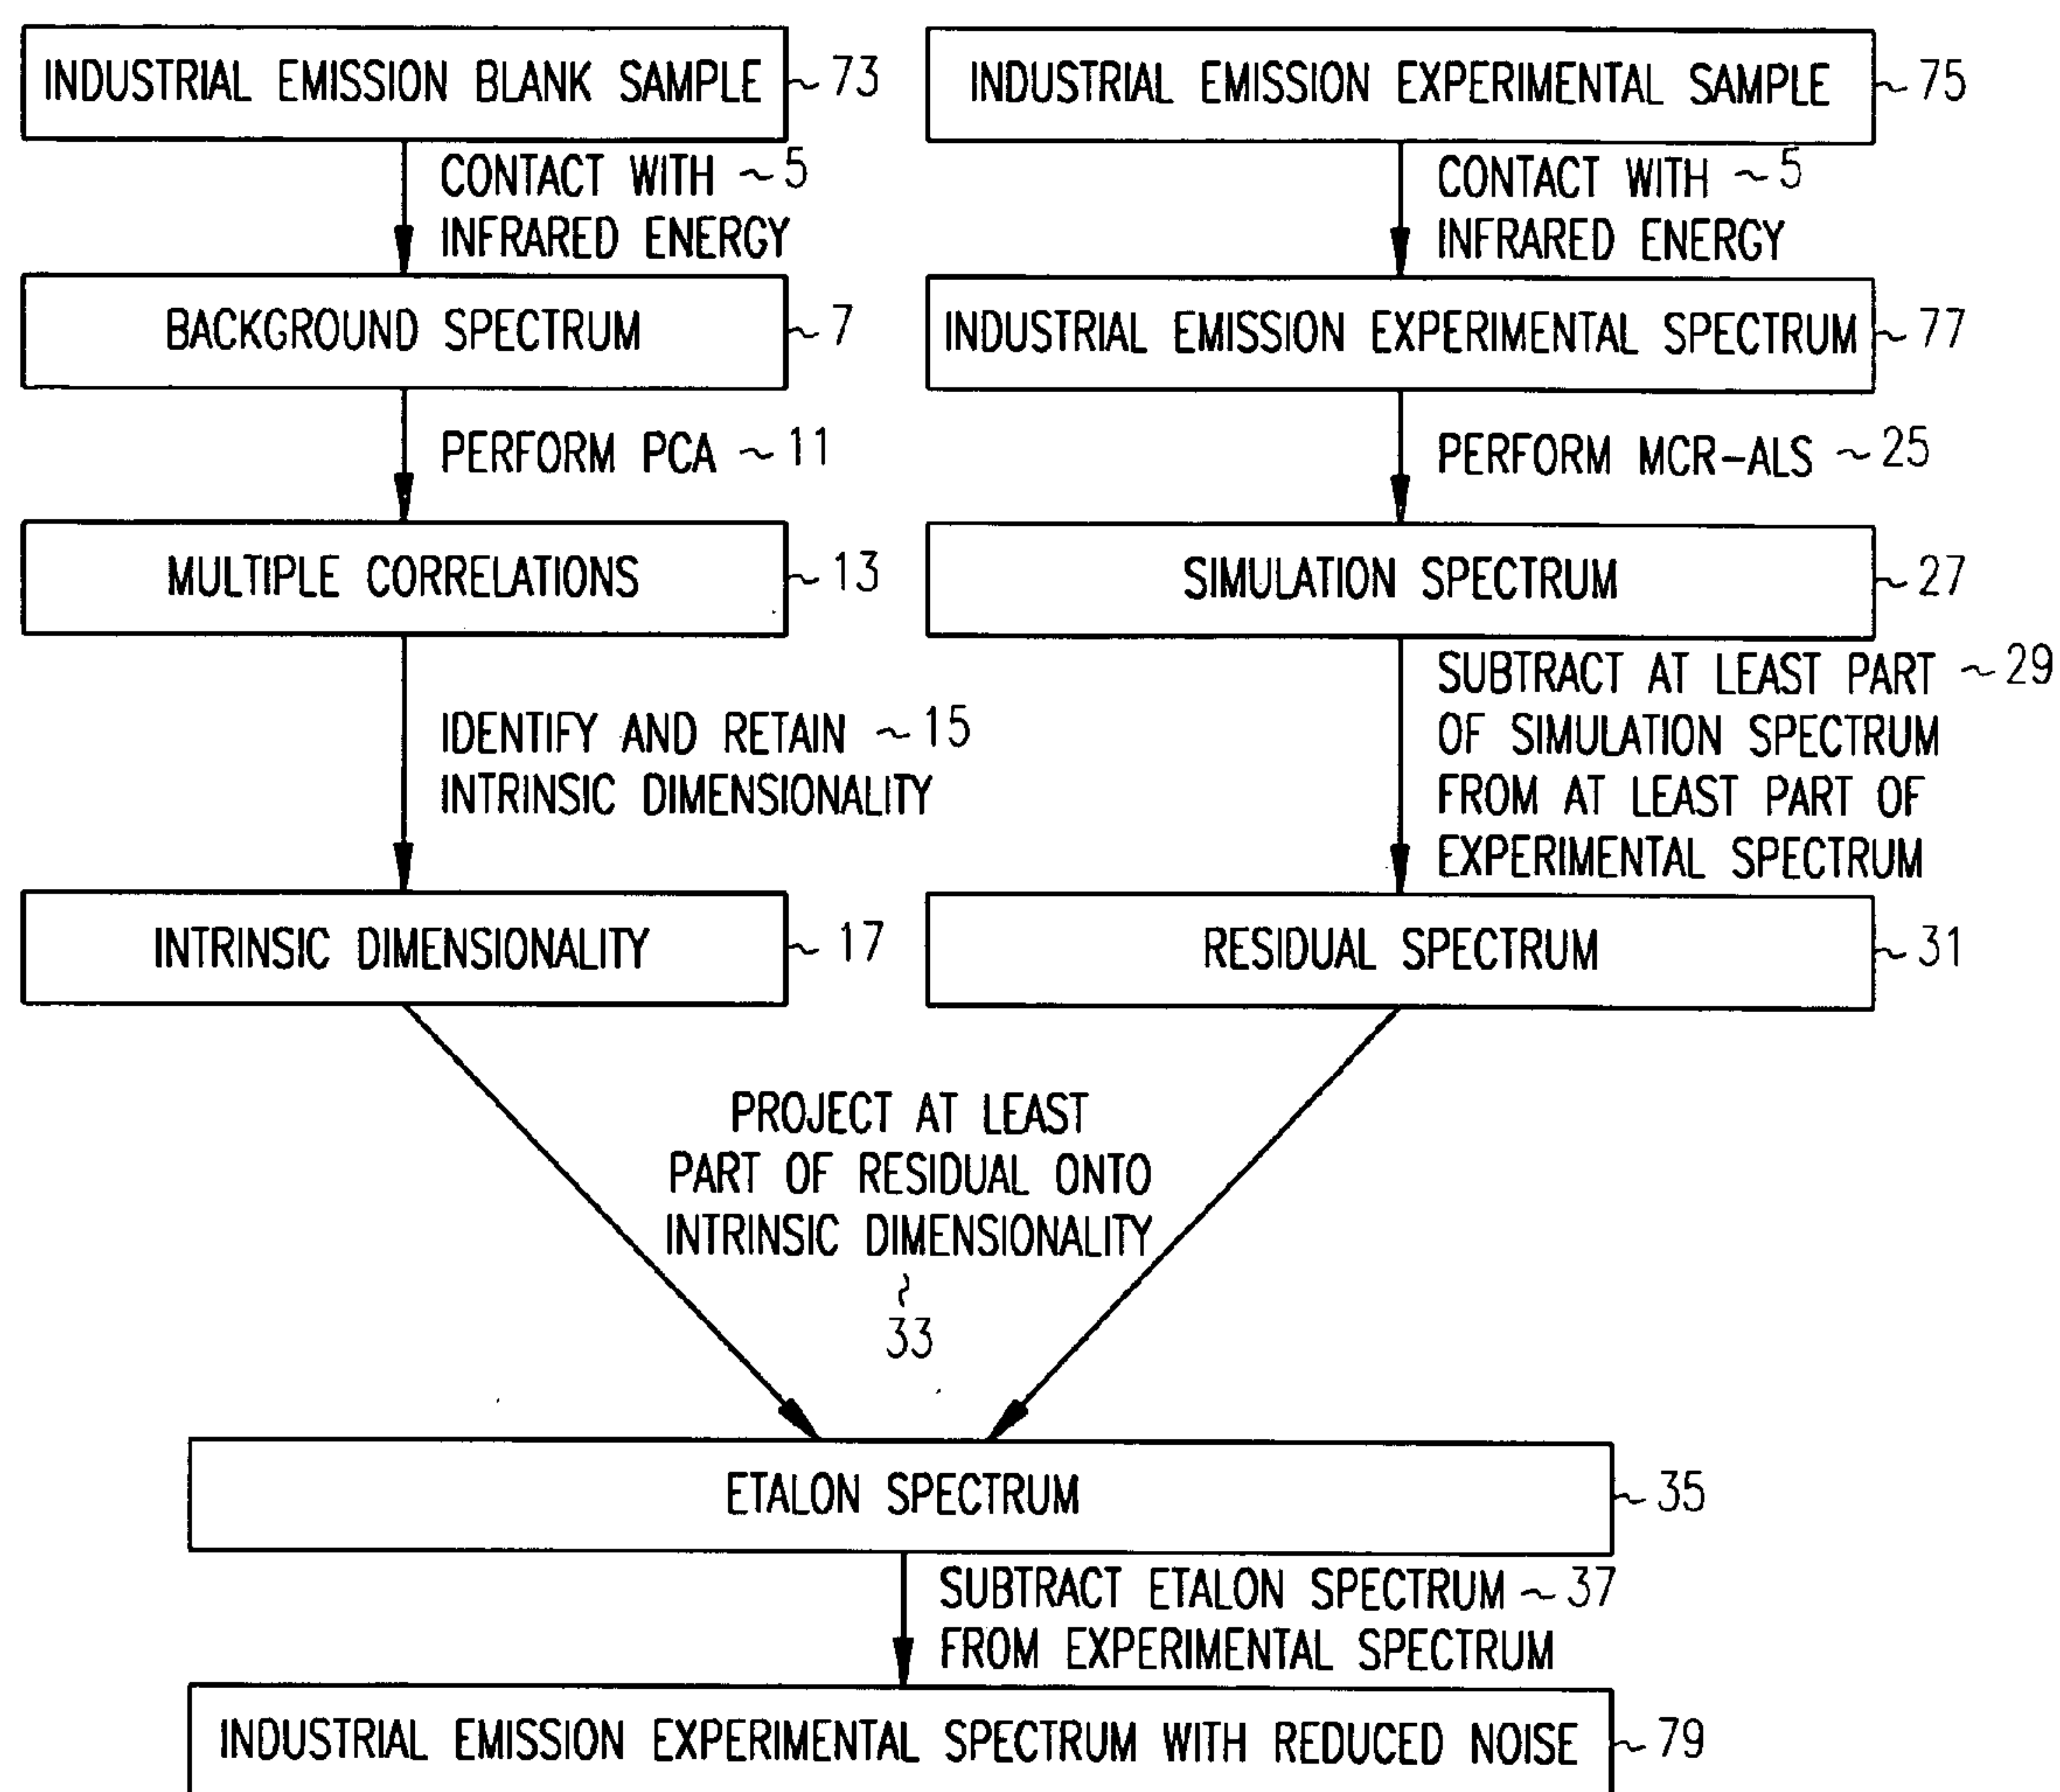 INDUSTRIAL EMISSION BLANK SAMPLE ~73
CONTACT WITH ~5
INFRARED ENERGY
BACKGROUND SPECTRUM ~7
PERFORM PCA ~11
MULTIPLE CORRELATIONS ~13
IDENTIFY AND RETAIN ~15
INTRINSIC DIMENSIONALITY
INTRINSIC DIMENSIONALITY ~17
INDUSTRIAL EMISSION EXPERIMENTAL SAMPLE ~75
CONTACT WITH ~5
INFRARED ENERGY
INDUSTRIAL EMISSION EXPERIMENTAL SPECTRUM ~77
PERFORM MCR-ALS ~25
SIMULATION SPECTRUM ~27
SUBTRACT AT LEAST PART ~29
OF SIMULATION SPECTRUM
FROM AT LEAST PART OF
EXPERIMENTAL SPECTRUM
RESIDUAL SPECTRUM ~31
PROJECT AT LEAST
PART OF RESIDUAL ONTO
INTRINSIC DIMENSIONALITY
~
33
ETALON SPECTRUM ~35
SUBTRACT ETALON SPECTRUM ~37
FROM EXPERIMENTAL SPECTRUM
INDUSTRIAL EMISSION EXPERIMENTAL SPECTRUM WITH REDUCED NOISE ~79